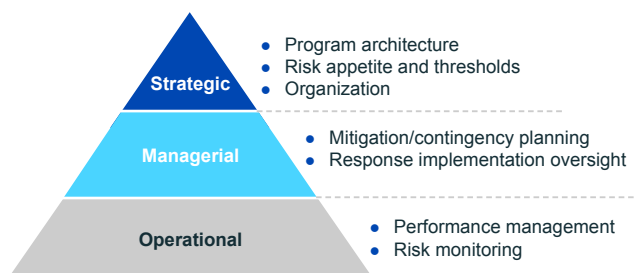 Strategic
● Program architecture
● Risk appetite and thresholds
● Organization
Managerial
● Mitigation/contingency planning
● Response implementation oversight
Operational
● Performance management
● Risk monitoring